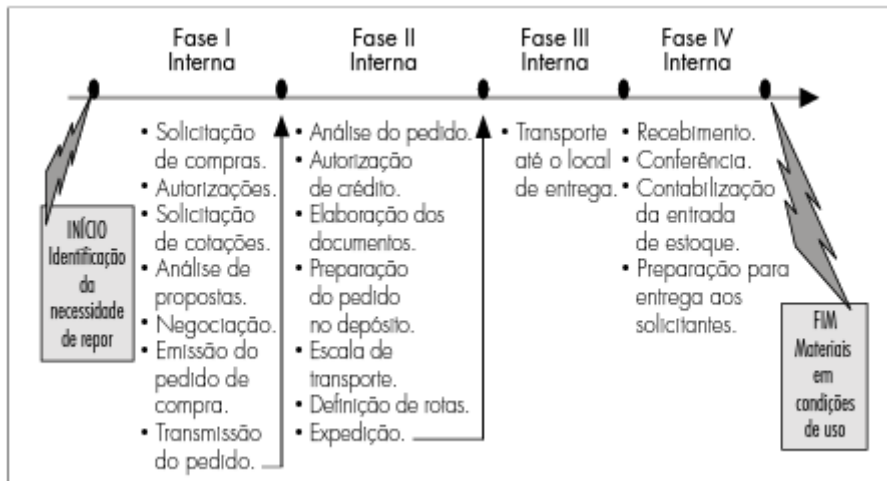 Fase I
Interna
Fase II
Interna
Fase III
Interna
Fase IV
Interna
INÍCIO
Identificação
da
necessidade
de repor
• Solicitação
de compras.
• Autorizações.
• Solicitação
de cotações.
• Análise de
propostas.
• Negociação.
• Emissão do
pedido de
compra.
• Transmissão
do pedido.
• Análise do pedido.
• Autorização
de crédito.
• Elaboração dos
documentos.
• Preparação
do pedido
no depósito.
• Escala de
transporte.
• Definição de rotas.
• Expedição.
• Transporte
até o local
de entrega.
• Recebimento.
• Conferência.
• Contabilização
da entrada
de estoque.
• Preparação para
entrega aos
solicitantes.
FIM
Materiais
em
condições
de uso